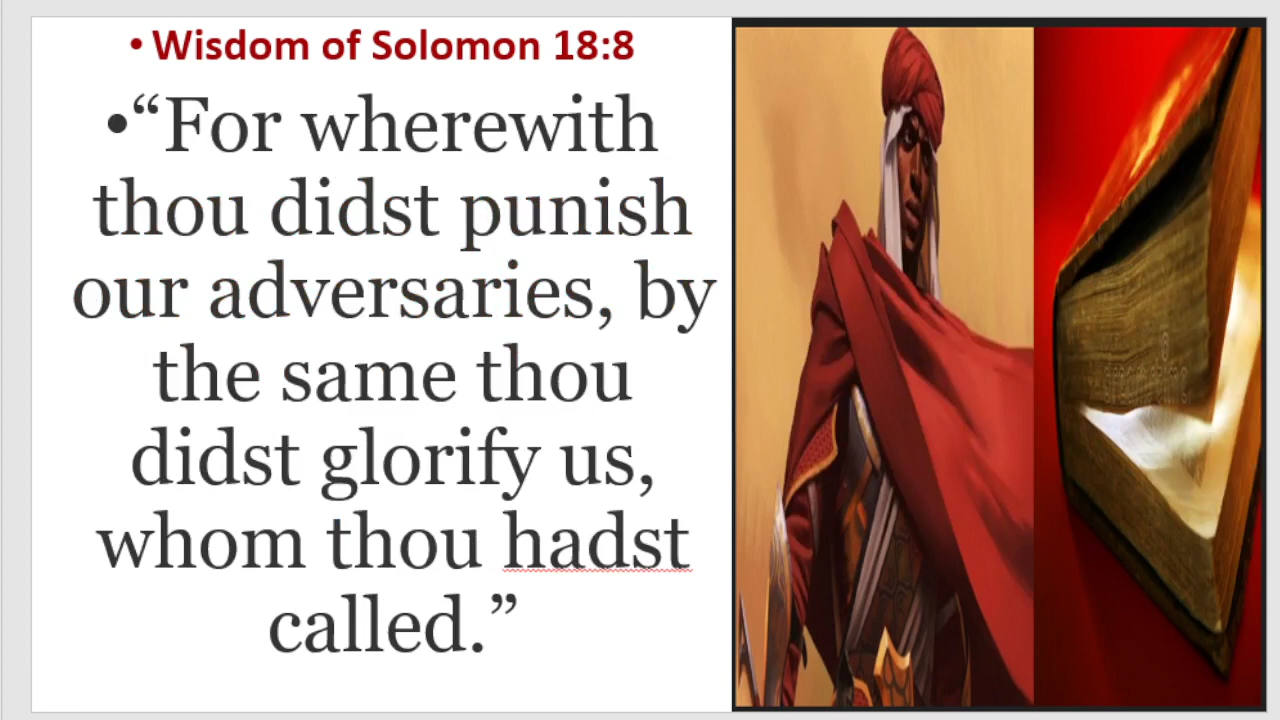 • Wisdom of Solomon 18:8
•“For wherewith
thou didst punish
our adversaries, by
the same thou
didst glorify us,
whom thou hadst
called.”